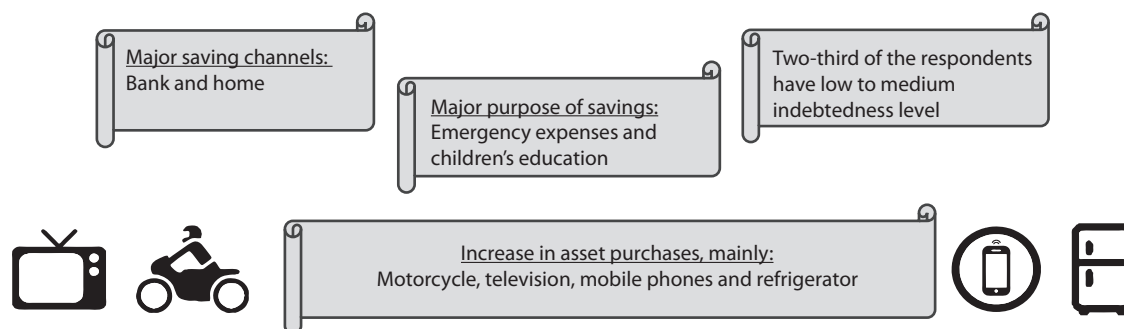 Major saving channels:
Bank and home
Major purpose of savings:
Emergency expenses and
children's education
Two-third of the respondents
have low to medium
indebtedness level
Increase in asset purchases, mainly:
Motorcycle, television, mobile phones and refrigerator